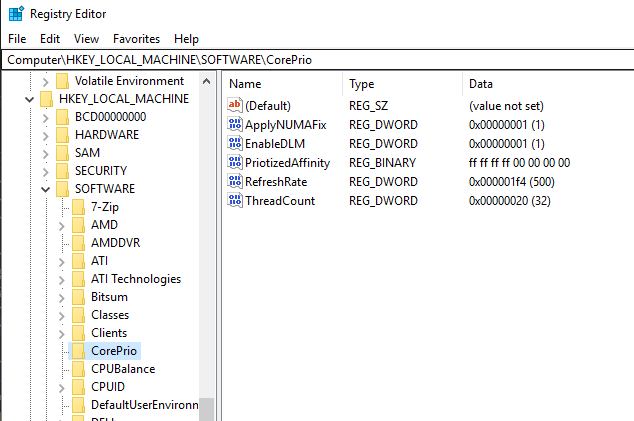 Registry Editor
File Edit View Favorites Help
Computer\HKEY_LOCAL_MACHINE\SOFTWARE\CorePrio
Volatile Environment
HKEY_LOCAL_MACHINE
BCD00000000
HARDWARE
SAM
SECURITY
SOFTWARE
7-Zip
AMD
AMDDVR
ATI
ATI Technologies
Bitsum
Classes
Clients
CorePrio
CPUBalance
CPUID
DefaultUserEnvironn
Name Type Data
(Default) REG_SZ (value not set)
ApplyNUMAFix REG_DWORD 0x00000001 (1)
EnableDLM REG_DWORD 0x00000001 (1)
PriotizedAffinity REG_BINARY ff ff ff ff 00 00 00 00
RefreshRate REG_DWORD 0x000001f4 (500)
ThreadCount REG_DWORD 0x00000020 (32)